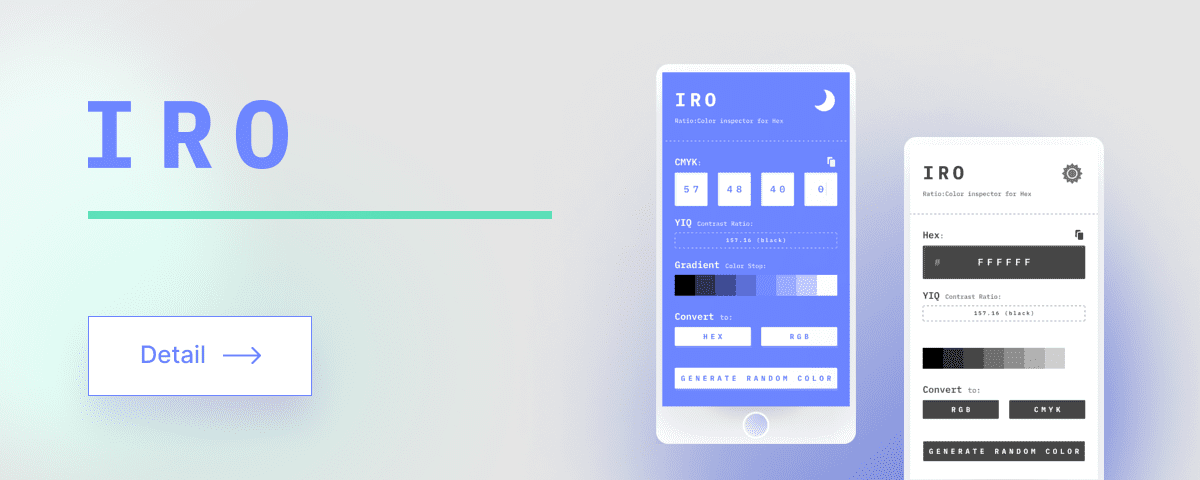 IRO
Detail
IRO
Ratio:Color inspector for Hex
CMYK:
57 48 40 0
YIQ Contrast Ratio:
157.16 (black)
Gradient Color Stop:
Convert to:
HEX RGB
GENERATE RANDOM COLOR
IRO
Ratio:Color inspector for Hex
Hex:
# FFFFFF
YIQ Contrast Ratio:
157.16 (black)
Convert to:
RGB CMYK
GENERATE RANDOM COLOR